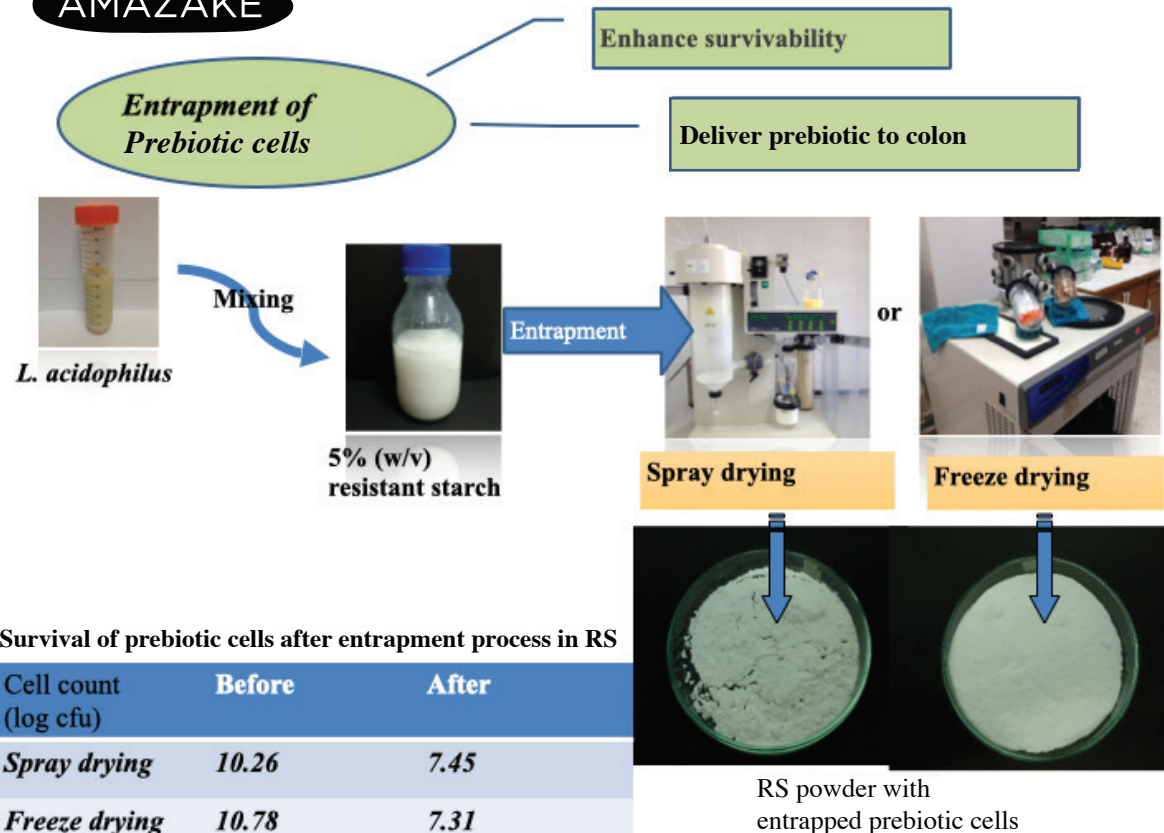 AMAZAKE
Enhance survivability
Entrapment of
Prebiotic cells
Deliver prebiotic to colon
Mixing
L. acidophilus
Entrapment
or
5% (w/v)
resistant starch
Spray drying
Freeze drying
Survival of prebiotic cells after entrapment process in RS
Cell count
(log cfu)
Before
After
Spray drying
10.26
7.45
Freeze drying
10.78
7.31
RS powder with
entrapped prebiotic cells